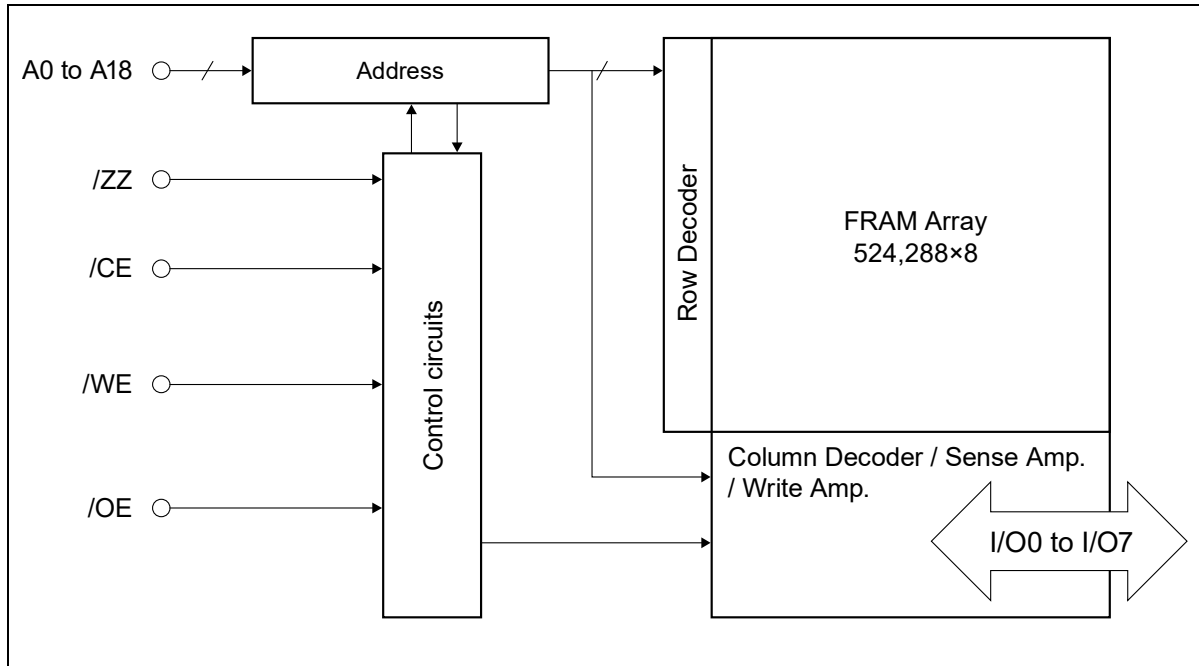 A0 to A18
Address
/ZZ
/CE
/WE
/OE
Control circuits
Row Decoder
FRAM Array
524,288×8
Column Decoder / Sense Amp.
/ Write Amp.
I/O0 to I/O7